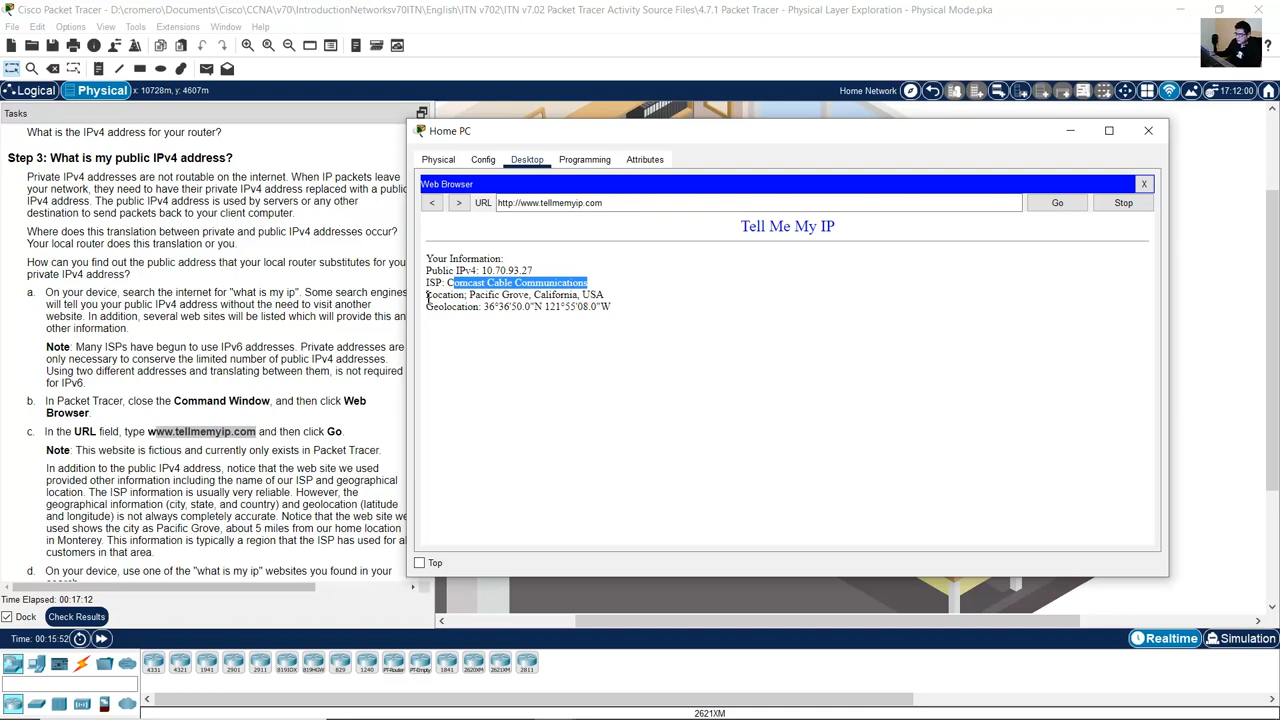 Cisco Packet Tracer - D:\cromero\Documents\Cisco\CCNA\v70\IntroductionNetworksv70ITN\English\ITN v702\ITN v7.02 Packet Tracer Activity Source Files\4.7.1 Packet Tracer - Physical Layer Exploration - Physical Mode.pka
File Edit Options View Tools Extensions Window Help
Logical Physical x: 10728m, y: 4607m Home Network 17:12:00
Tasks
What is the IPv4 address for your router?
Step 3: What is my public IPv4 address?
Private IPv4 addresses are not routable on the internet. When IP packets leave
your network, they need to have their private IPv4 address replaced with a public
IPv4 address. The public IPv4 address is used by servers or any other
destination to send packets back to your client computer.
Where does this translation between private and public IPv4 addresses occur?
Your local router does this translation or you.
How can you find out the public address that your local router substitutes for your
private IPv4 address?
a. On your device, search the internet for "what is my ip". Some search engines
will tell you your public IPv4 address without the need to visit another
website. In addition, several web sites will be listed which will provide this an
other information.
Note: Many ISPs have begun to use IPv6 addresses. Private addresses are
only necessary to conserve the limited number of public IPv4 addresses.
Using two different addresses and translating between them, is not required
for IPv6.
b. In Packet Tracer, close the Command Window, and then click Web
Browser.
c. In the URL field, type www.tellmemyip.com and then click Go.
Note: This website is fictious and currently only exists in Packet Tracer.
In addition to the public IPv4 address, notice that the web site we used
provided other information including the name of our ISP and geographical
location. The ISP information is usually very reliable. However, the
geographical information (city, state, and country) and geolocation (latitude
and longitude) is not always completely accurate. Notice that the web site we
used shows the city as Pacific Grove, about 5 miles from our home location
in Monterey. This information is typically a region that the ISP has used for al
customers in that area.
d. On your device, use one of the "what is my ip" websites you found in your
Time Elapsed: 00:17:12
Dock Check Results
Home PC
Physical Config Desktop Programming Attributes
Web Browser X
< > URL http://www.tellmemyip.com Go Stop
Tell Me My IP
Your Information:
Public IPv4: 10.70.93.27
ISP: Comcast Cable Communications
Location; Pacific Grove, California, USA
Geolocation: 36°36'50.0"N 121°55'08.0"W
Top
Time: 00:15:52 Realtime Simulation
4331 4321 1941 2901 2911 819IOX 819HGW 829 1240 PT-Router PT-Empty 1841 2620XM 2621XM 2811
2621XM